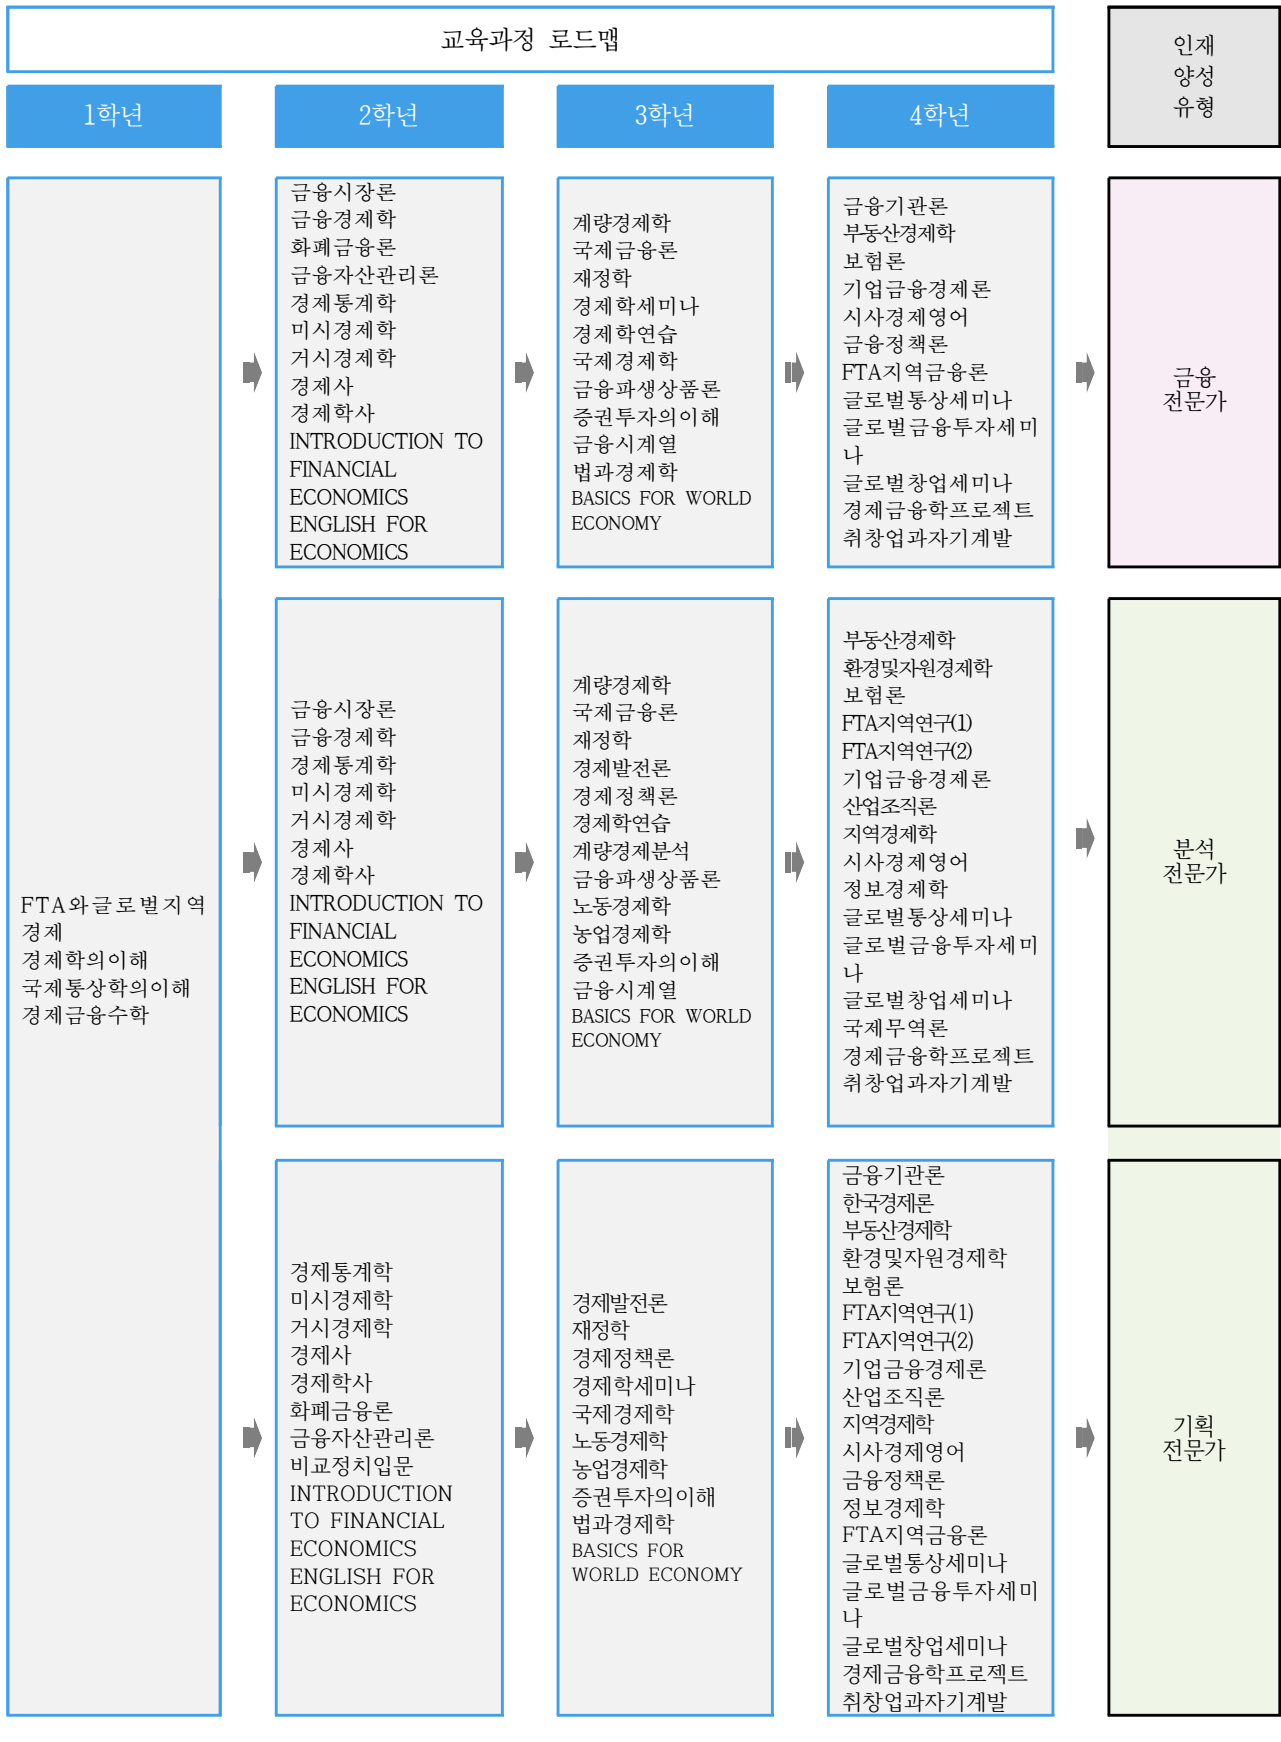 교육과정 로드맵
인재
양성
유형
1학년
2학년
3학년
4학년
FTA와글로벌지역
경제
경제학의이해
국제통상학의이해
경제금융수학
금융시장론
금융경제학
화폐금융론
금융자산관리론
경제통계학
미시경제학
거시경제학
경제사
경제학사
INTRODUCTION TO
FINANCIAL
ECONOMICS
ENGLISH FOR
ECONOMICS
계량경제학
국제금융론
재정학
경제학세미나
경제학연습
국제경제학
금융파생상품론
증권투자의이해
금융시계열
법과경제학
BASICS FOR WORLD
ECONOMY
금융기관론
부동산경제학
보험론
기업금융경제론
시사경제영어
금융정책론
FTA지역금융론
글로벌통상세미나
글로벌금융투자세미
나
글로벌창업세미나
경제금융학프로젝트
취창업과자기계발
금융
전문가
금융시장론
금융경제학
경제통계학
미시경제학
거시경제학
경제사
경제학사
INTRODUCTION TO
FINANCIAL
ECONOMICS
ENGLISH FOR
ECONOMICS
계량경제학
국제금융론
재정학
경제발전론
경제정책론
경제학연습
계량경제분석
금융파생상품론
노동경제학
농업경제학
증권투자의이해
금융시계열
BASICS FOR WORLD
ECONOMY
부동산경제학
환경및자원경제학
보험론
FTA지역연구(1)
FTA지역연구(2)
기업금융경제론
산업조직론
지역경제학
시사경제영어
정보경제학
글로벌통상세미나
글로벌금융투자세미
나
글로벌창업세미나
국제무역론
경제금융학프로젝트
취창업과자기계발
분석
전문가
경제통계학
미시경제학
거시경제학
경제사
경제학사
화폐금융론
금융자산관리론
비교정치입문
INTRODUCTION
TO FINANCIAL
ECONOMICS
ENGLISH FOR
ECONOMICS
경제발전론
재정학
경제정책론
경제학세미나
국제경제학
노동경제학
농업경제학
증권투자의이해
법과경제학
BASICS FOR
WORLD ECONOMY
금융기관론
한국경제론
부동산경제학
환경및자원경제학
보험론
FTA지역연구(1)
FTA지역연구(2)
기업금융경제론
산업조직론
지역경제학
시사경제영어
금융정책론
정보경제학
FTA지역금융론
글로벌통상세미나
글로벌금융투자세미
나
글로벌창업세미나
경제금융학프로젝트
취창업과자기계발
기획
전문가